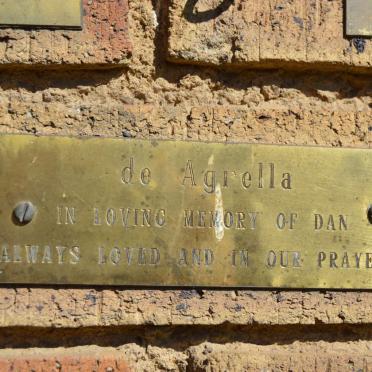 de Agrella
IN LOVING MEMORY OF DAN
ALWAYS LOVED AND IN OUR PRAYE